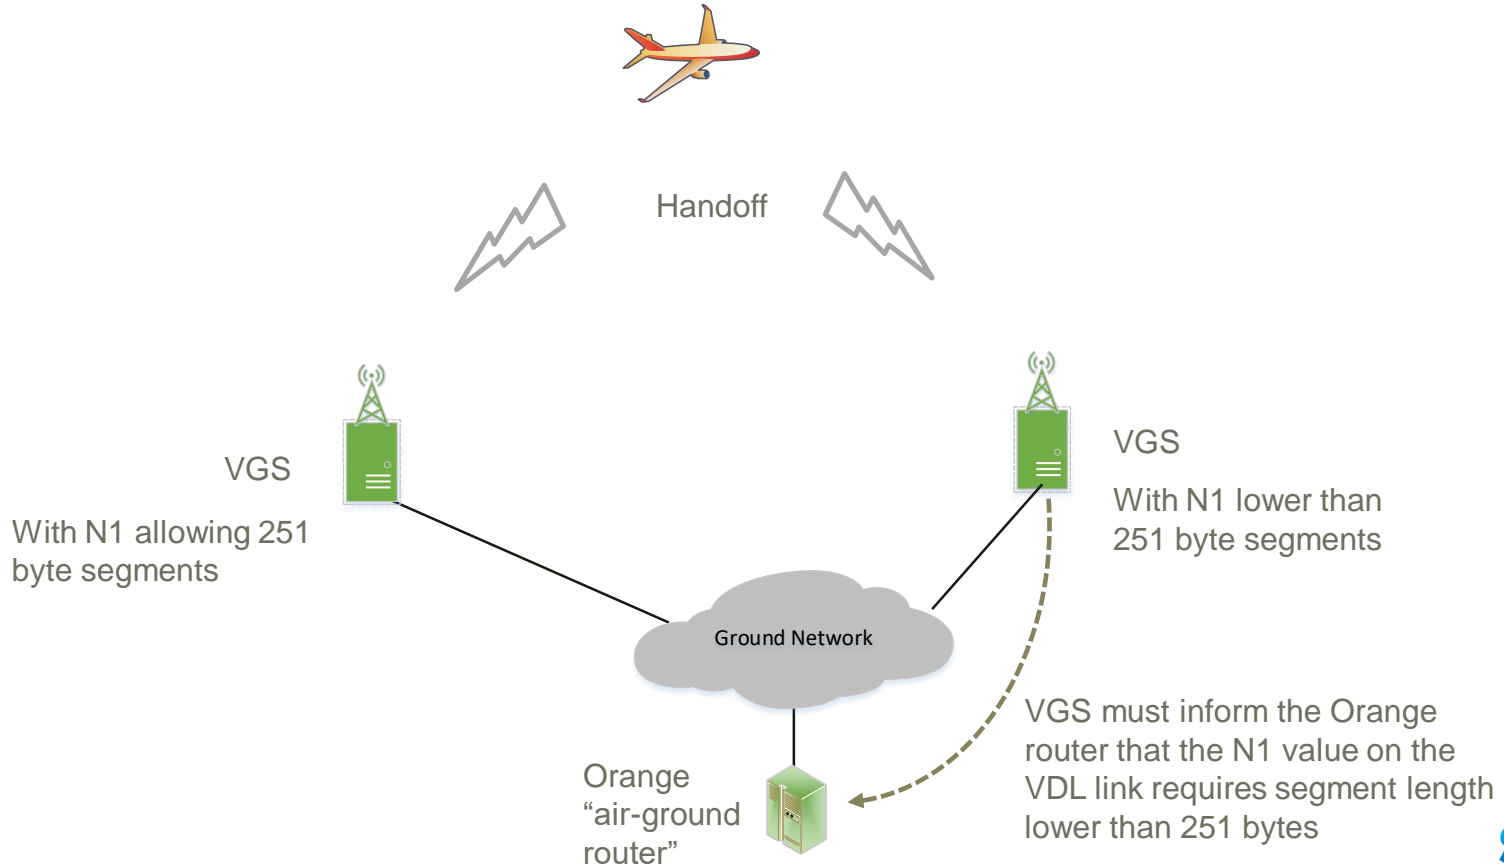 Handoff
VGS
With N1 allowing 251
byte segments
VGS
With N1 lower than
251 byte segments
Ground Network
Orange
“air-ground
router”
VGS must inform the Orange
router that the N1 value on the
VDL link requires segment length
lower than 251 bytes